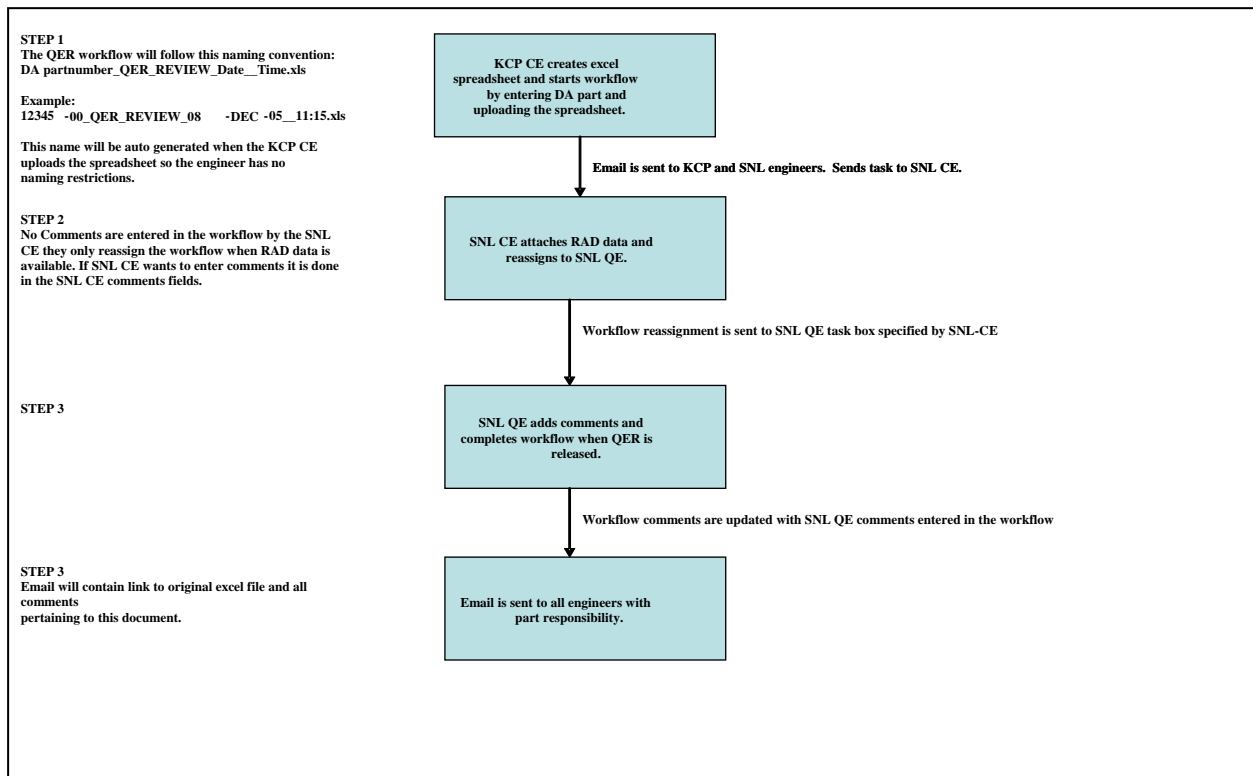 STEP 1
The QER workflow will follow this naming convention:
DA partnumber_QER_REVIEW_Date__Time.xls
Example:
12345 -00_QER_REVIEW_08 -DEC -05__11:15.xls
This name will be auto generated when the KCP CE
uploads the spreadsheet so the engineer has no
naming restrictions.
KCP CE creates excel
spreadsheet and starts workflow
by entering DA part and
uploading the spreadsheet.
Email is sent to KCP and SNL engineers. Sends task to SNL CE.
STEP 2
No Comments are entered in the workflow by the SNL
CE they only reassign the workflow when RAD data is
available. If SNL CE wants to enter comments it is done
in the SNL CE comments fields.
SNL CE attaches RAD data and
reassigns to SNL QE.
Workflow reassignment is sent to SNL QE task box specified by SNL-CE
STEP 3
SNL QE adds comments and
completes workflow when QER is
released.
Workflow comments are updated with SNL QE comments entered in the workflow
STEP 3
Email will contain link to original excel file and all
comments
pertaining to this document.
Email is sent to all engineers with
part responsibility.